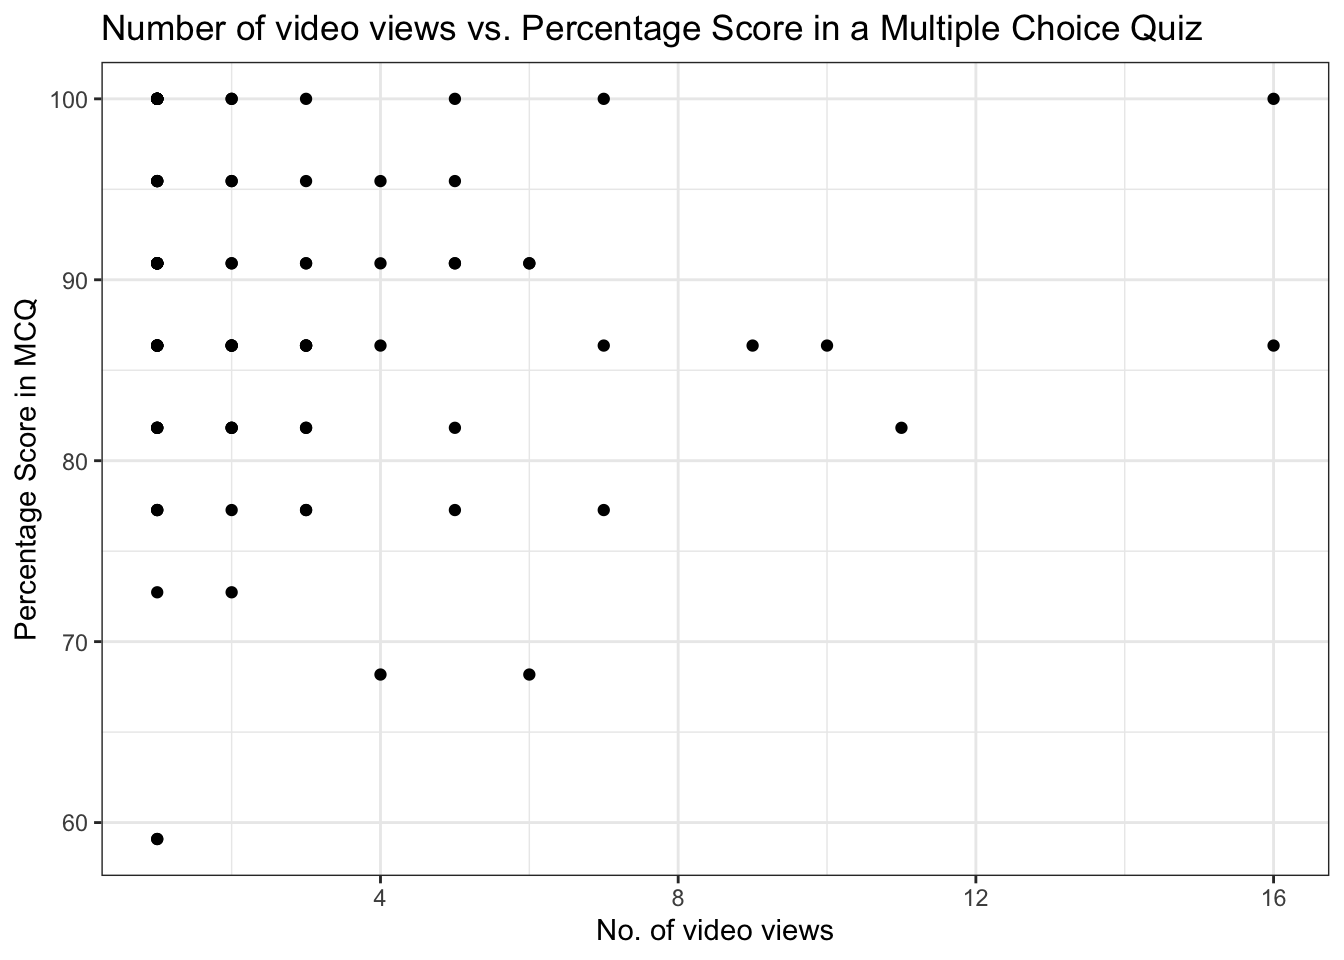 Number of video views vs. Percentage Score in a Multiple Choice Quiz
Percentage Score in MCQ
100
90
80
70
60
4 8 12 16
No. of video views